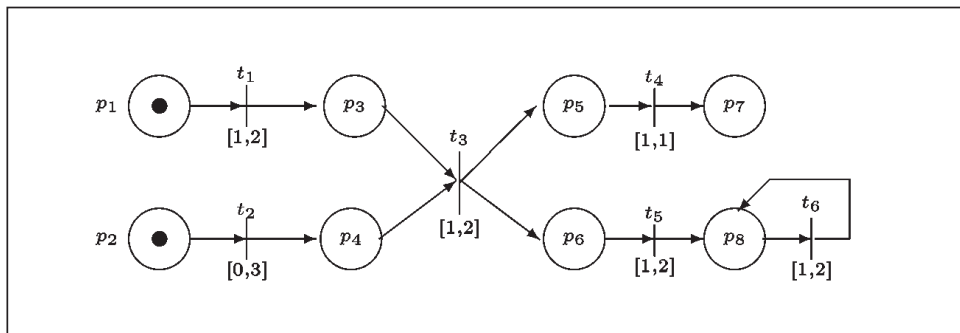 t₁ t₄
p₁ p₃ p₅ p₇
[1,2] t₃ [1,1]
t₂ t₅ t₆
p₂ p₄ [1,2] p₆ p₈
[0,3] [1,2] [1,2]